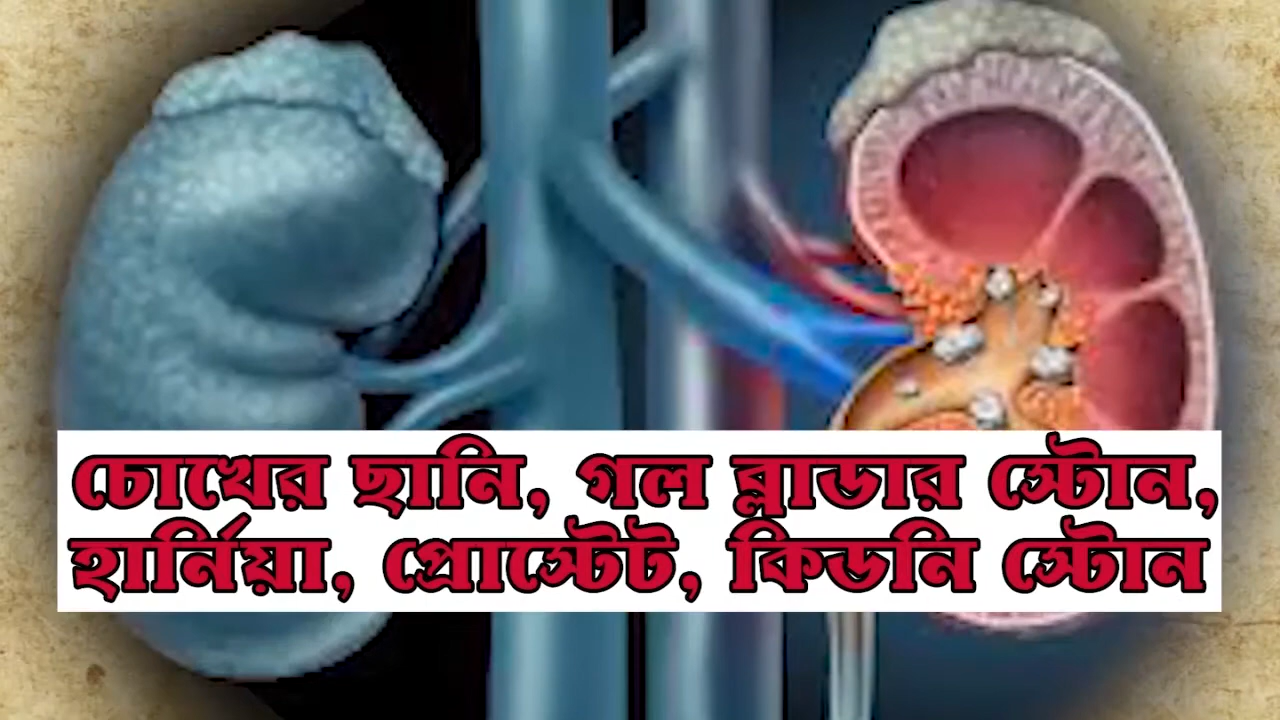 চোখের ছানি, গল ব্লাডার স্টোন,
হার্নিয়া, প্রোস্টেট, কিডনি স্টোন